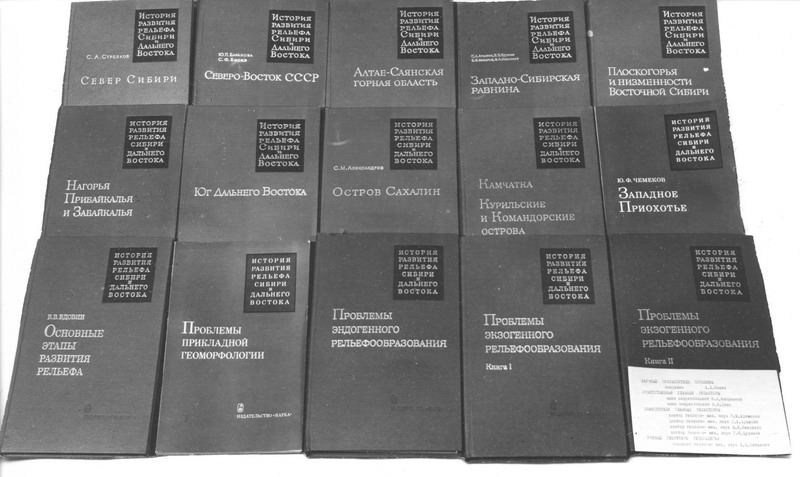 История
развития
рельефа
Сибири
и Дальнего
Востока
С. А. Стрелков
Север Сибири
История
развития
рельефа
Сибири
и Дальнего
Востока
Северо-Восток СССР
История
развития
рельефа
Сибири
и Дальнего
Востока
Алтае-Саянская
горная область
История
развития
рельефа
Сибири
и Дальнего
Востока
Западно-Сибирская
равнина
История
развития
рельефа
Сибири
и Дальнего
Востока
Плоскогорья
и низменности
Восточной Сибири
История
развития
рельефа
Сибири
и Дальнего
Востока
Нагорья
Прибайкалья
и Забайкалья
История
развития
рельефа
Сибири
и Дальнего
Востока
Юг Дальнего Востока
История
развития
рельефа
Сибири
и Дальнего
Востока
С. М. Александров
Остров Сахалин
История
развития
рельефа
Сибири
и Дальнего
Востока
Камчатка
Курильские
и Командорские
острова
История
развития
рельефа
Сибири
и Дальнего
Востока
Ю. Ф. Чемеков
Западное
Приохотье
История
развития
рельефа
Сибири
и Дальнего
Востока
В. В. Вдовин
Основные
этапы
развития
рельефа
История
развития
рельефа
Сибири
и Дальнего
Востока
Проблемы
прикладной
геоморфологии
ИЗДАТЕЛЬСТВО «НАУКА»
История
развития
рельефа
Сибири
и Дальнего
Востока
Проблемы
эндогенного
рельефообразования
История
развития
рельефа
Сибири
и Дальнего
Востока
Проблемы
экзогенного
рельефообразования
Книга I
История
развития
рельефа
Сибири
и Дальнего
Востока
Проблемы
экзогенного
рельефообразования
Книга II